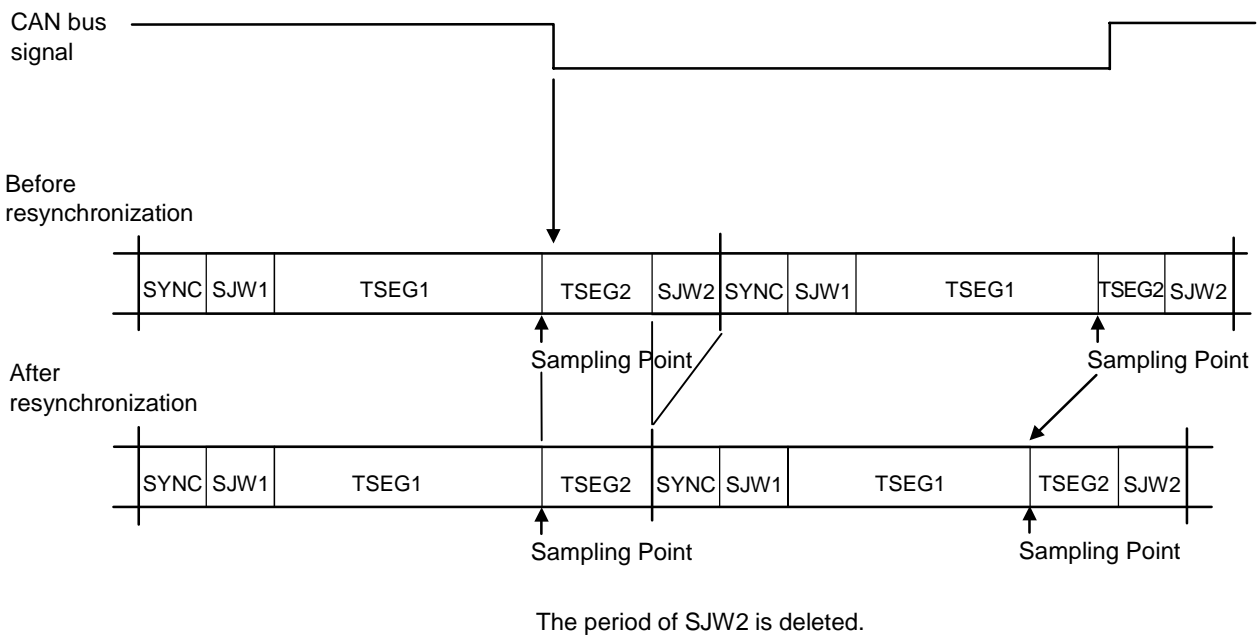 CAN bus
signal
Before
resynchronization
SYNC SJW1 TSEG1 TSEG2 SJW2 SYNC SJW1 TSEG1 TSEG2 SJW2
Sampling Point Sampling Point
After
resynchronization
SYNC SJW1 TSEG1 TSEG2 SYNC SJW1 TSEG1 TSEG2 SJW2
Sampling Point Sampling Point
The period of SJW2 is deleted.